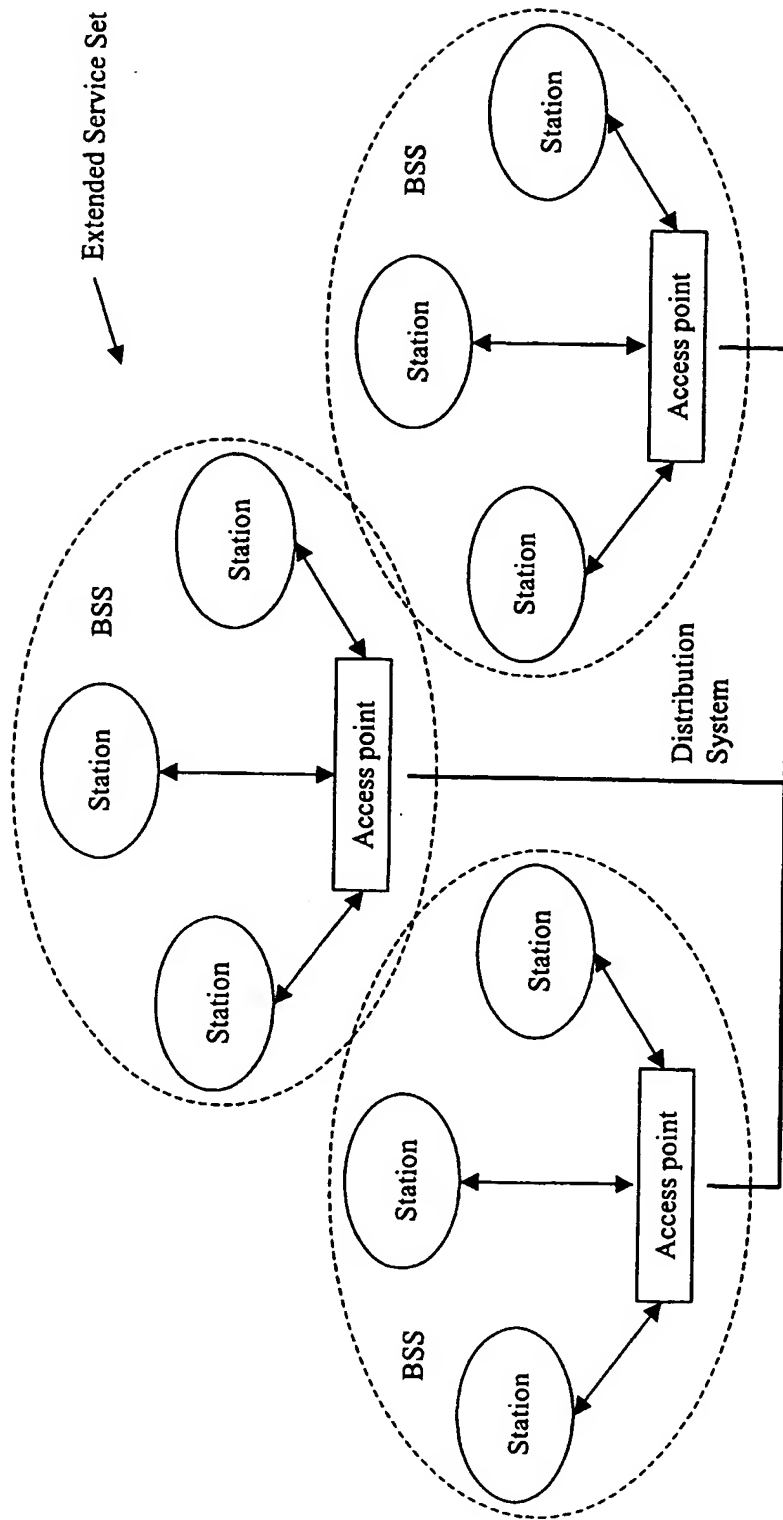 Extended Service Set
BSS
Station
Station
Station
Access point
BSS
Station
Station
Station
Access point
BSS
Station
Station
Station
Access point
Distribution
System